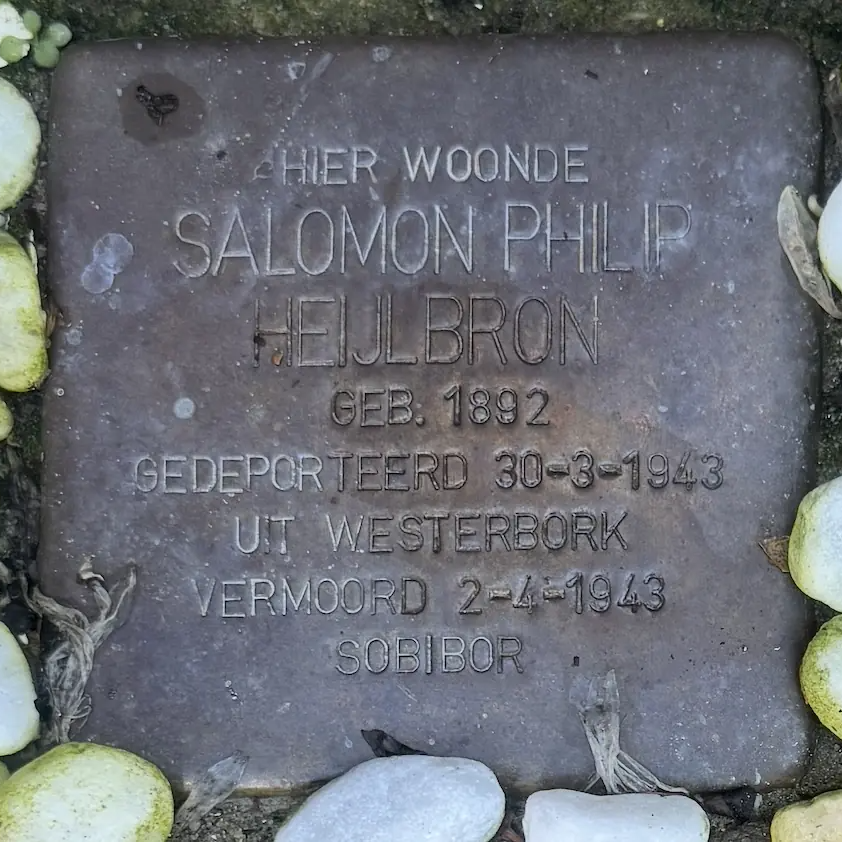 HIER WOONDE
SALOMON PHILIP
HEIJLBRON
GEB. 1892
GEDEPORTEERD 30-3-1943
UIT WESTERBORK
VERMOORD 2-4-1943
SOBIBOR